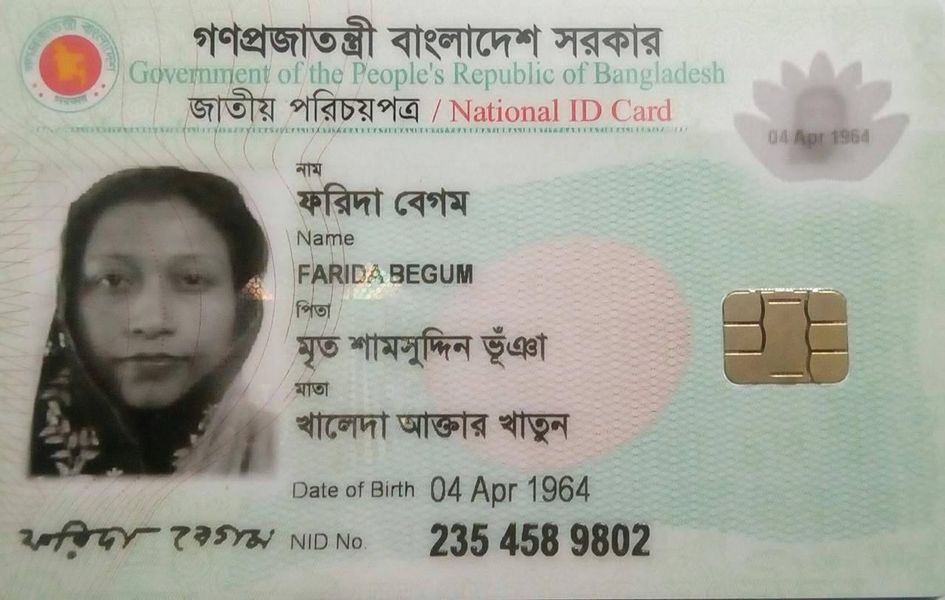 গণপ্রজাতন্ত্রী বাংলাদেশ সরকার
Government of the People's Republic of Bangladesh
জাতীয় পরিচয়পত্র / National ID Card
04 Apr 1964
নাম
ফরিদা বেগম
Name
FARIDA BEGUM
পিতা
মৃত শামসুদ্দিন ভূঁঞা
মাতা
খালেদা আক্তার খাতুন
Date of Birth 04 Apr 1964
ফরিদা বেগম NID No. 235 458 9802